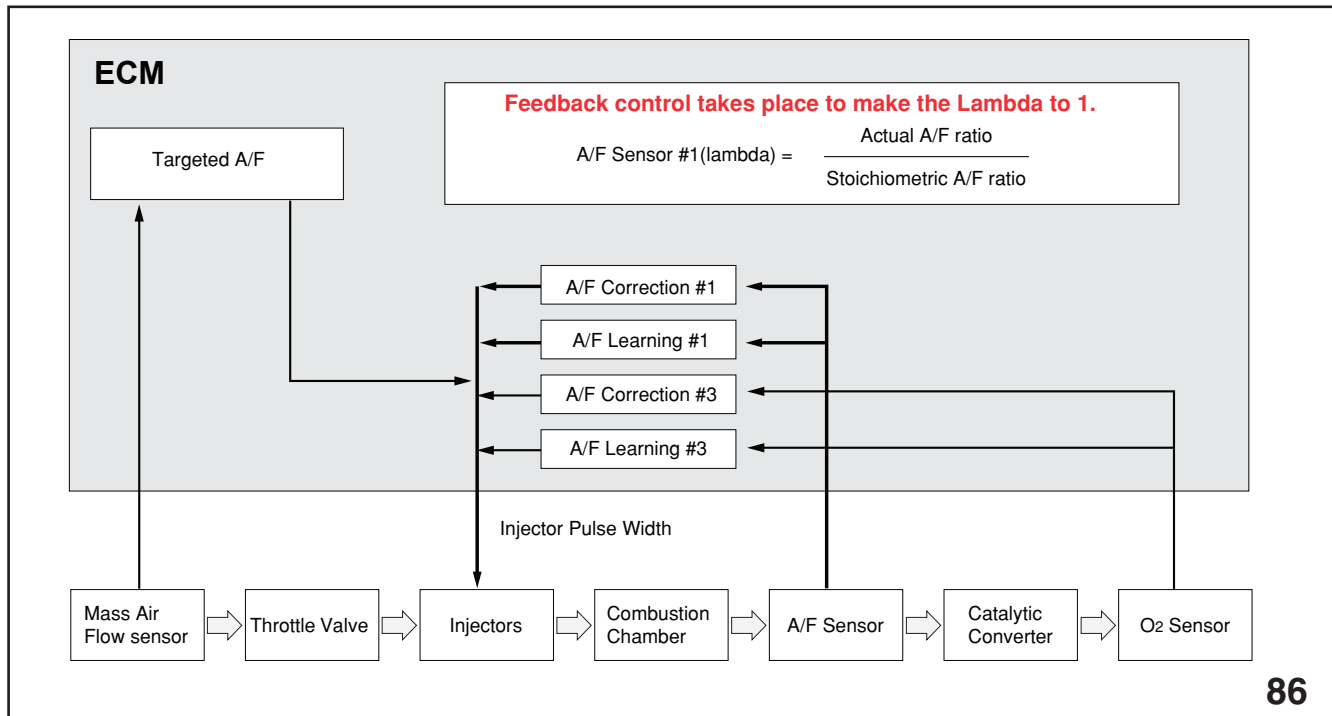 ECM
Feedback control takes place to make the Lambda to 1.
Targeted A/F
A/F Sensor #1(lambda) =
Actual A/F ratio
Stoichiometric A/F ratio
A/F Correction #1
A/F Learning #1
A/F Correction #3
A/F Learning #3
Injector Pulse Width
Mass Air
Flow sensor
Throttle Valve
Injectors
Combustion
Chamber
A/F Sensor
Catalytic
Converter
O2 Sensor
86